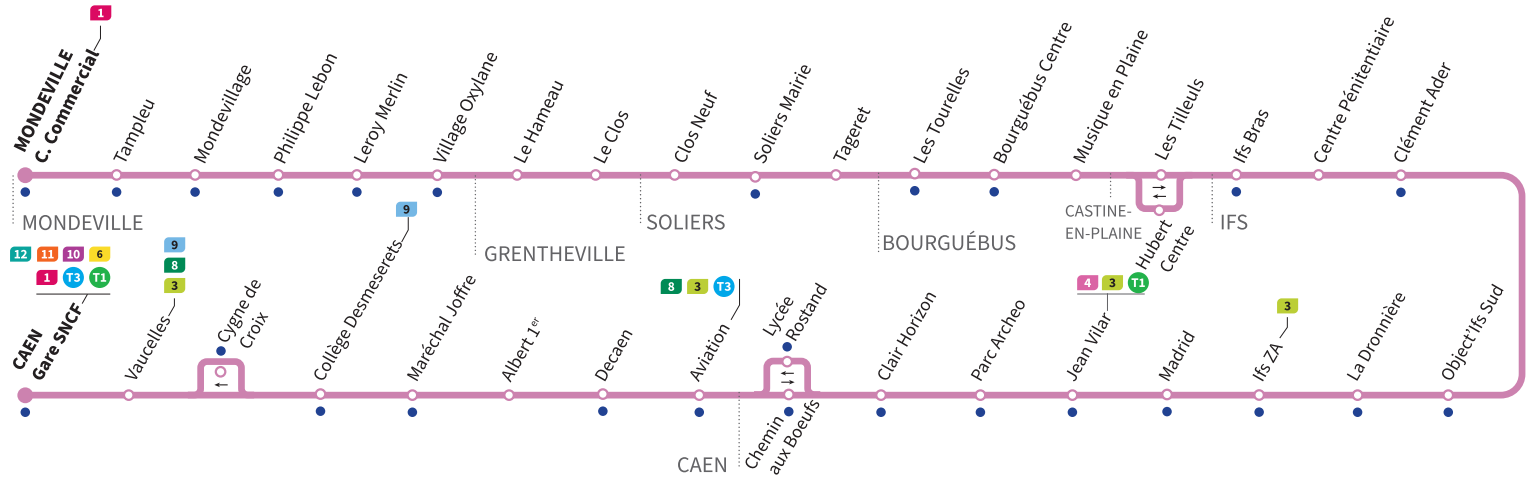 1
MONDEVILLE
C. Commercial
Tampleu
Mondevillage
Philippe Lebon
Leroy Merlin
Village Oxylane
Le Hameau
Le Clos
Clos Neuf
Soliers Mairie
Tageret
Les Tourelles
Bourguébus Centre
Musique en Plaine
Les Tilleuls
Ifs Bras
Centre Pénitentiaire
Clément Ader
MONDEVILLE
GRENTHEVILLE
SOLIERS
BOURGUÉBUS
CASTINE-
EN-PLAINE
IFS
Hubert
Centre
12 11 10 6
1 T3 T1
CAEN
Gare SNCF
9
8
3
Vaucelles
Cygne de
Croix
9
Collège Desmeserets
Maréchal Joffre
Albert 1er
Decaen
8 3 T3
Aviation
Lycée
Rostand
Chemin
aux Boeufs
CAEN
Clair Horizon
Parc Archeo
4 3 T1
Jean Vilar
Madrid
3
Ifs ZA
La Dronnière
Object'Ifs Sud